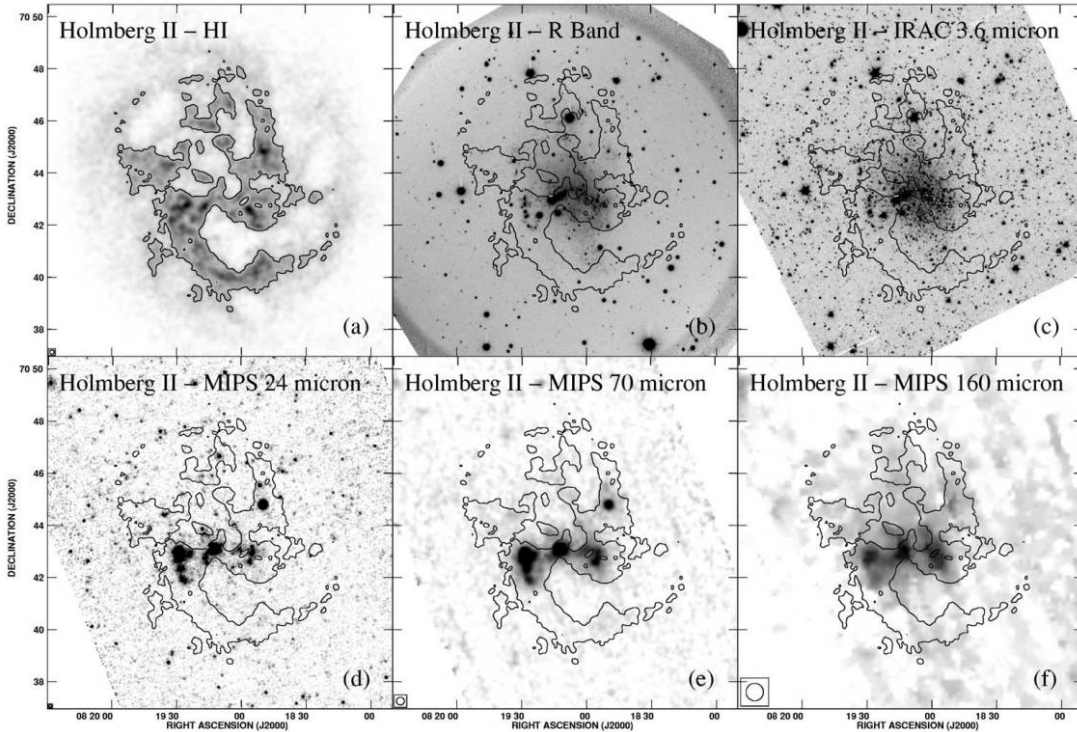 70 50
Holmberg II – HI
Holmberg II – R Band
Holmberg II – IRAC 3.6 micron
48
46
44
42
40
38
DECLINATION (J2000)
(a)
(b)
(c)
70 50
Holmberg II – MIPS 24 micron
Holmberg II – MIPS 70 micron
Holmberg II – MIPS 160 micron
48
46
44
42
40
38
DECLINATION (J2000)
(d)
(e)
(f)
08 20 00
19 30
00
18 30
00
08 20 00
19 30
00
18 30
00
08 20 00
19 30
00
18 30
00
RIGHT ASCENSION (J2000)
RIGHT ASCENSION (J2000)
RIGHT ASCENSION (J2000)